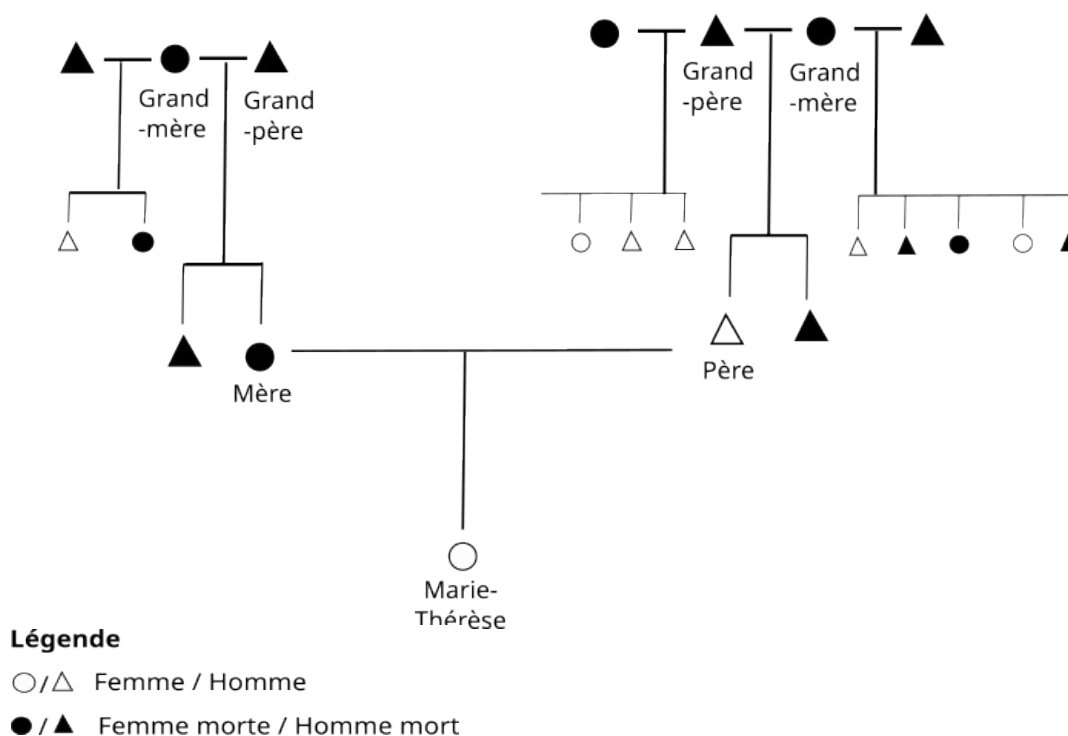 Grand
-mère
Grand
-père
Grand
-père
Grand
-mère
Mère
Père
Marie-
Thérèse
Légende
/ Femme / Homme
/ Femme morte / Homme mort